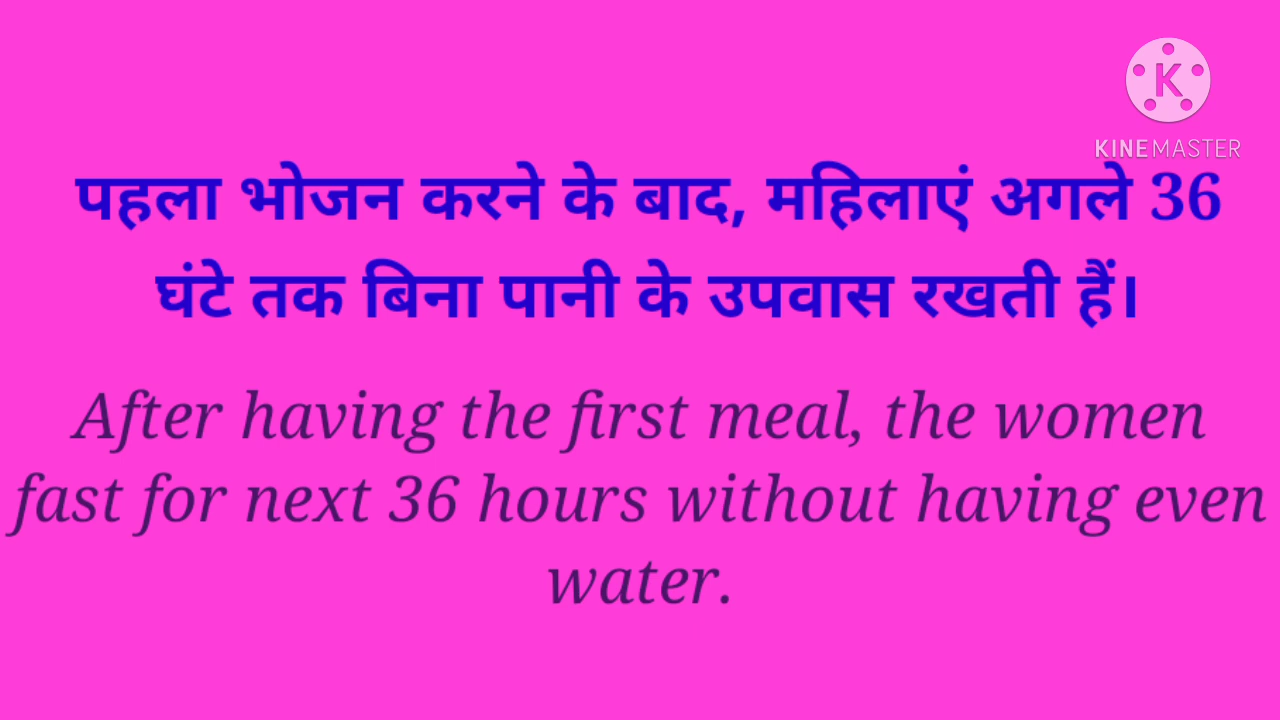 K
KINEMASTER
पहला भोजन करने के बाद, महिलाएं अगले 36
घंटे तक बिना पानी के उपवास रखती हैं।
After having the first meal, the women
fast for next 36 hours without having even
water.